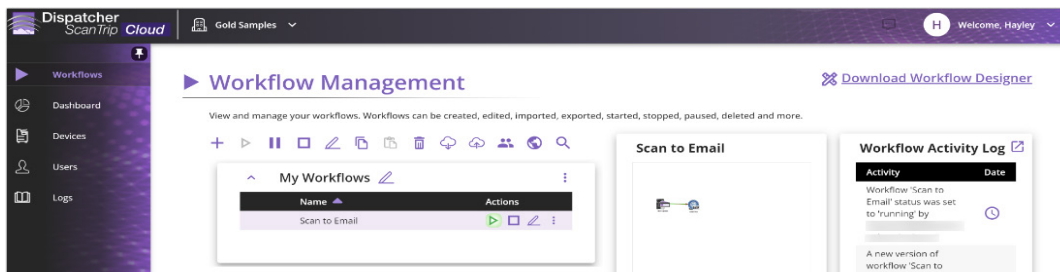 Dispatcher
ScanTrip Cloud
Gold Samples
H
Welcome, Hayley
Workflows
Dashboard
Devices
Users
Logs
Workflow Management
Download Workflow Designer
View and manage your workflows. Workflows can be created, edited, imported, exported, started, stopped, paused, deleted and more.
My Workflows
Name
Actions
Scan to Email
Scan to Email
Workflow Activity Log
Activity
Date
Workflow 'Scan to
Email' status was set
to 'running' by
A new version of
workflow 'Scan to